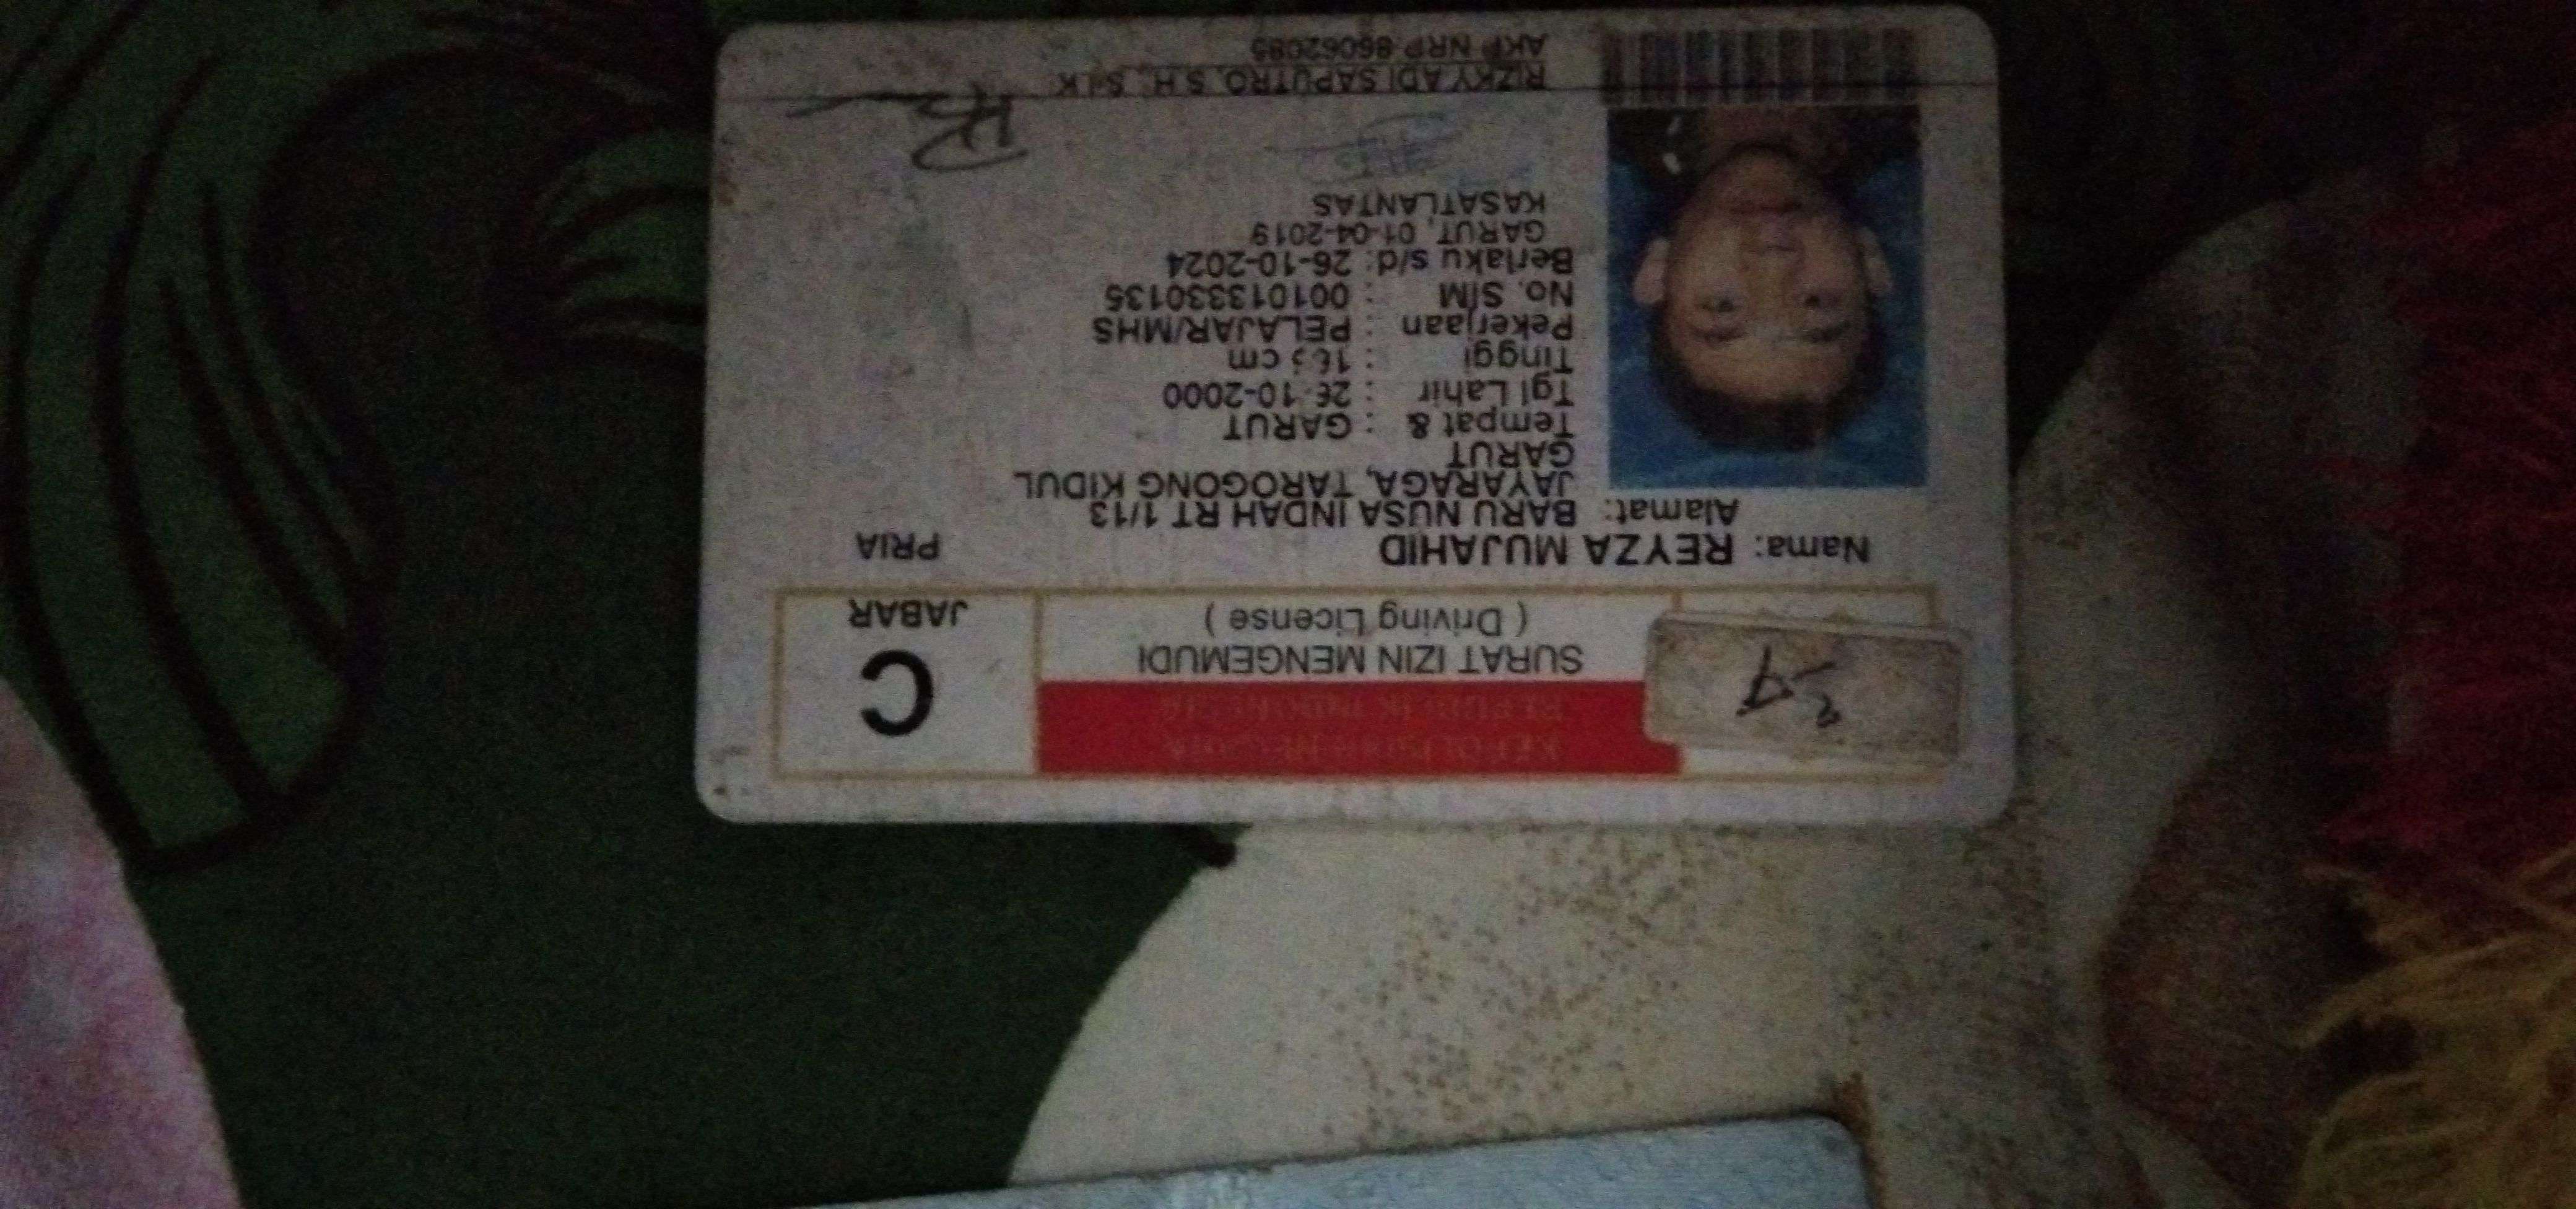 KEPOLISIAN NEGARA
REPUBLIK INDONESIA
SURAT IZIN MENGEMUDI
( Driving License )
C
JABAR
Nama: REYZA MUJAHID
PRIA
Alamat: BARU NUSA INDAH RT 1/13
JAYARAGA, TAROGONG KIDUL
GARUT
Tempat & : GARUT
Tgl Lahir : 26-10-2000
Tinggi : cm
Pekerjaan : PELAJAR/MHS
No. SIM : 001013330135
Berlaku s/d: 26-10-2024
GARUT, 01-04-2019
KASATLANTAS
RIZKY ADI SAPUTRO, S.H., S.I.K
AKP NRP 86062085